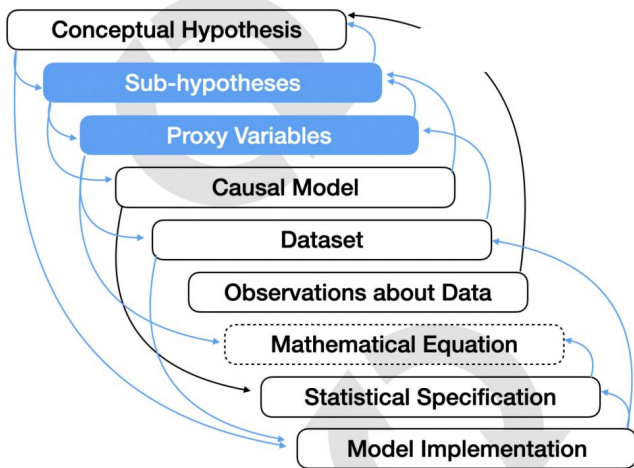 Conceptual Hypothesis
Sub-hypotheses
Proxy Variables
Causal Model
Dataset
Observations about Data
Mathematical Equation
Statistical Specification
Model Implementation